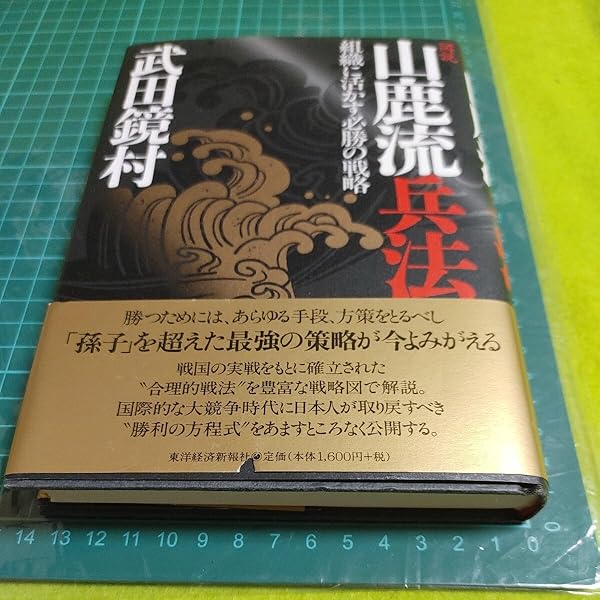 図説
山鹿流兵法
組織に活かす必勝の戦略
武田鏡村
勝つためには、あらゆる手段、方策をとるべし
「孫子」を超えた最強の策略が今よみがえる
戦国の実戦をもとに確立された
“合理的戦法”を豊富な戦略図で解説。
国際的な大競争時代に日本人が取り戻すべき
“勝利の方程式”をあますところなく公開する。
東洋経済新報社の定価(本体1,600円+税)
14 13 12 11 10 9 8 7 6 5 4 3 2 1 0